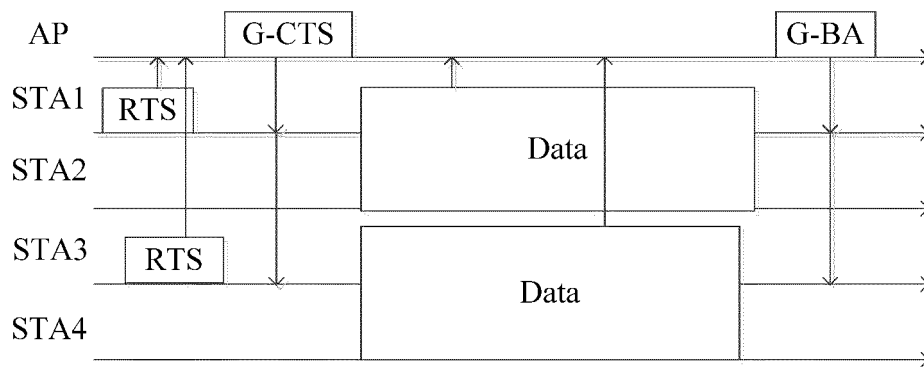 AP
G-CTS
G-BA
STA1
RTS
Data
STA2
STA3
RTS
Data
STA4